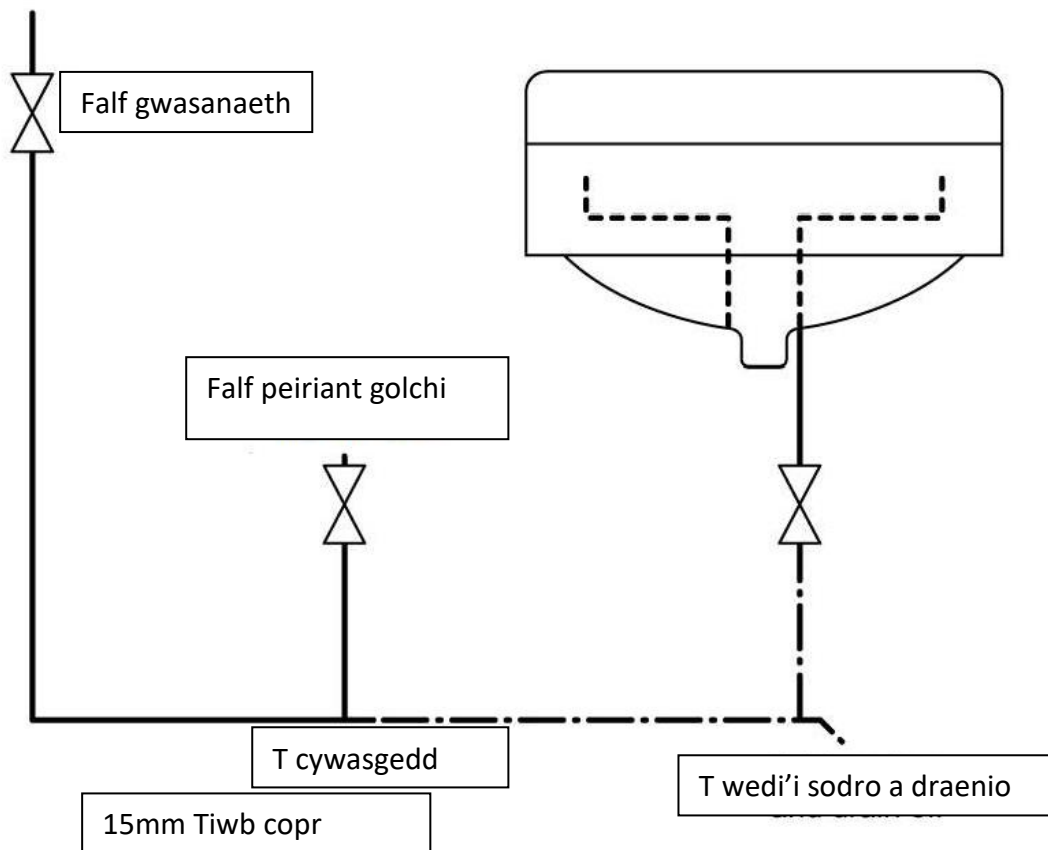 Falf gwasanaeth
Falf peiriant golchi
T cywasgedd
T wedi'i sodro a draenio
15mm Tiwb copr